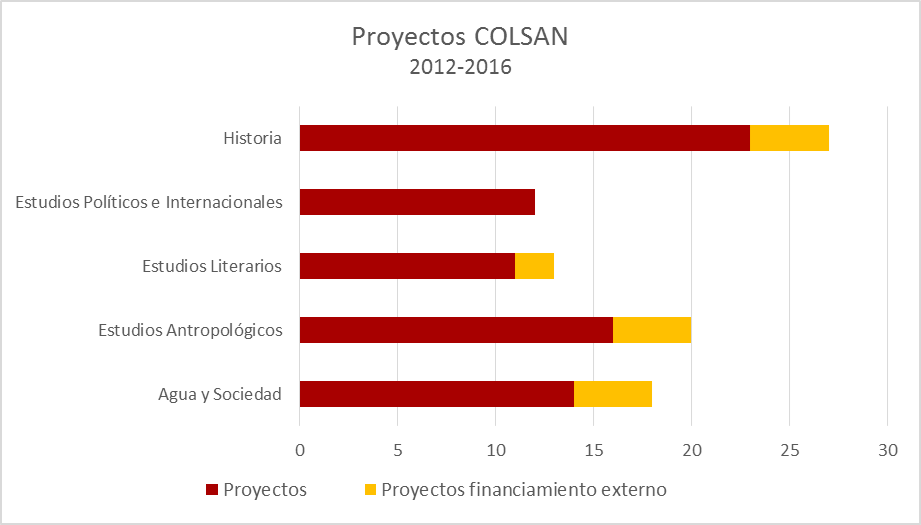 Proyectos COLSAN
2012-2016
Historia
Estudios Políticos e Internacionales
Estudios Literarios
Estudios Antropológicos
Agua y Sociedad
0 5 10 15 20 25 30
Proyectos Proyectos financiamiento externo